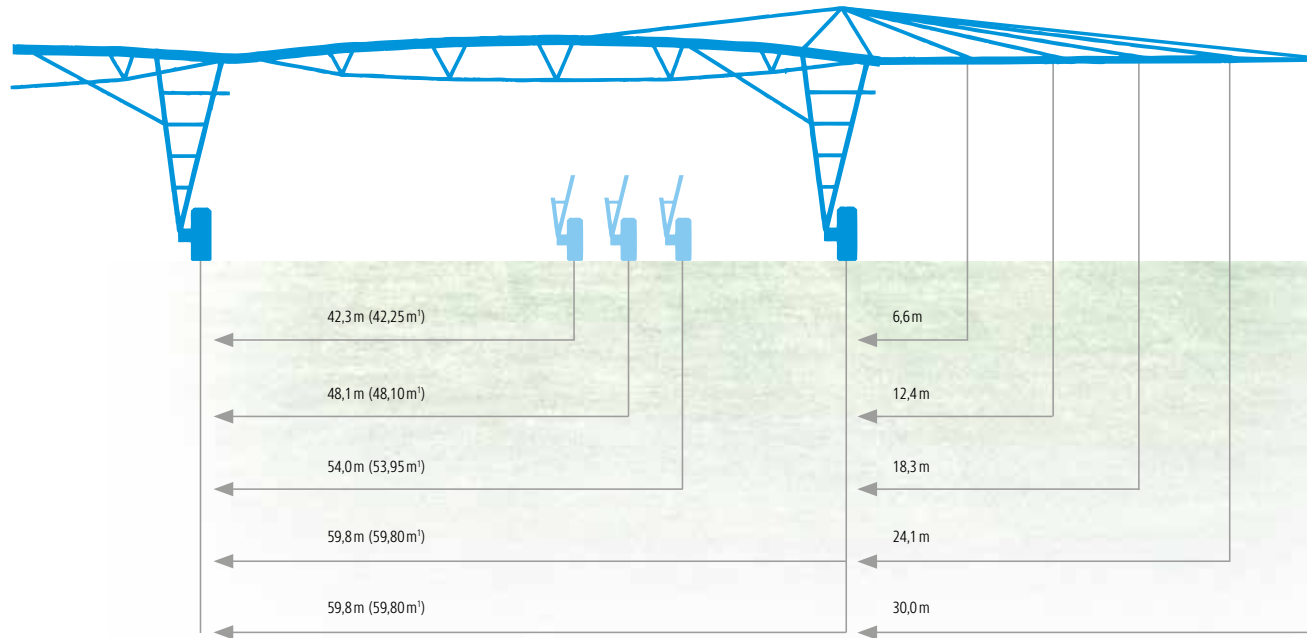 42,3 m (42,25 m¹) 6,6 m
48,1 m (48,10 m¹) 12,4 m
54,0 m (53,95 m¹) 18,3 m
59,8 m (59,80 m¹) 24,1 m
59,8 m (59,80 m¹) 30,0 m